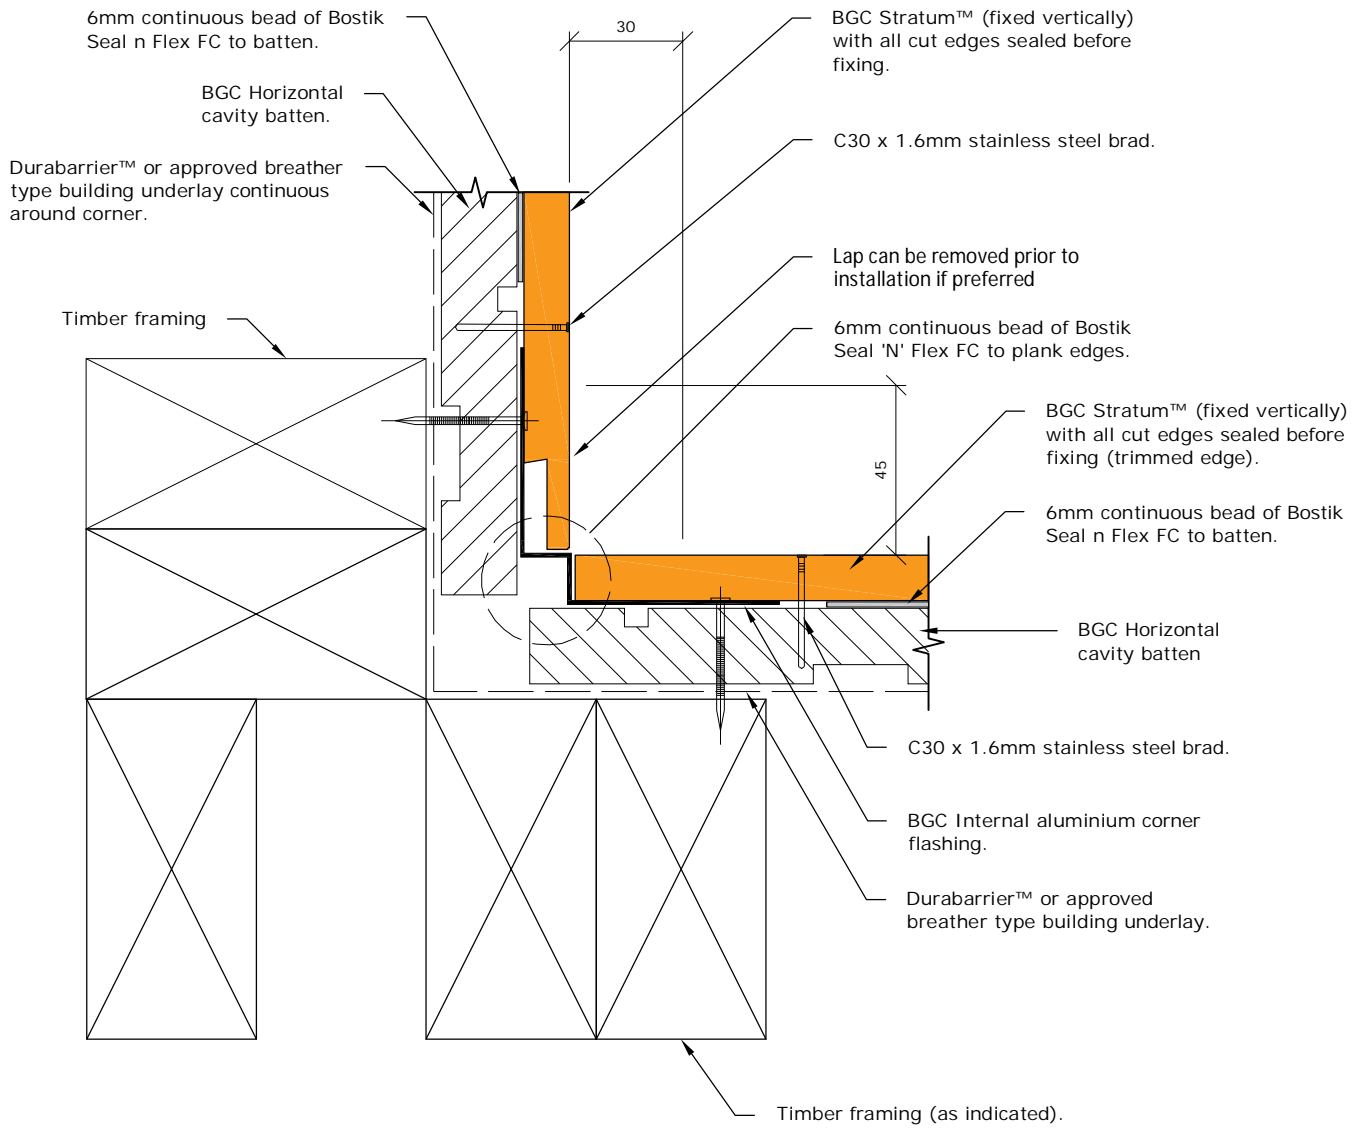 6mm continuous bead of Bostik
Seal n Flex FC to batten.
BGC Horizontal
cavity batten.
Durabarrier™ or approved breather
type building underlay continuous
around corner.
Timber framing
30
BGC Stratum™ (fixed vertically)
with all cut edges sealed before
fixing.
C30 x 1.6mm stainless steel brad.
Lap can be removed prior to
installation if preferred
6mm continuous bead of Bostik
Seal 'N' Flex FC to plank edges.
45
BGC Stratum™ (fixed vertically)
with all cut edges sealed before
fixing (trimmed edge).
6mm continuous bead of Bostik
Seal n Flex FC to batten.
BGC Horizontal
cavity batten
C30 x 1.6mm stainless steel brad.
BGC Internal aluminium corner
flashing.
Durabarrier™ or approved
breather type building underlay.
Timber framing (as indicated).